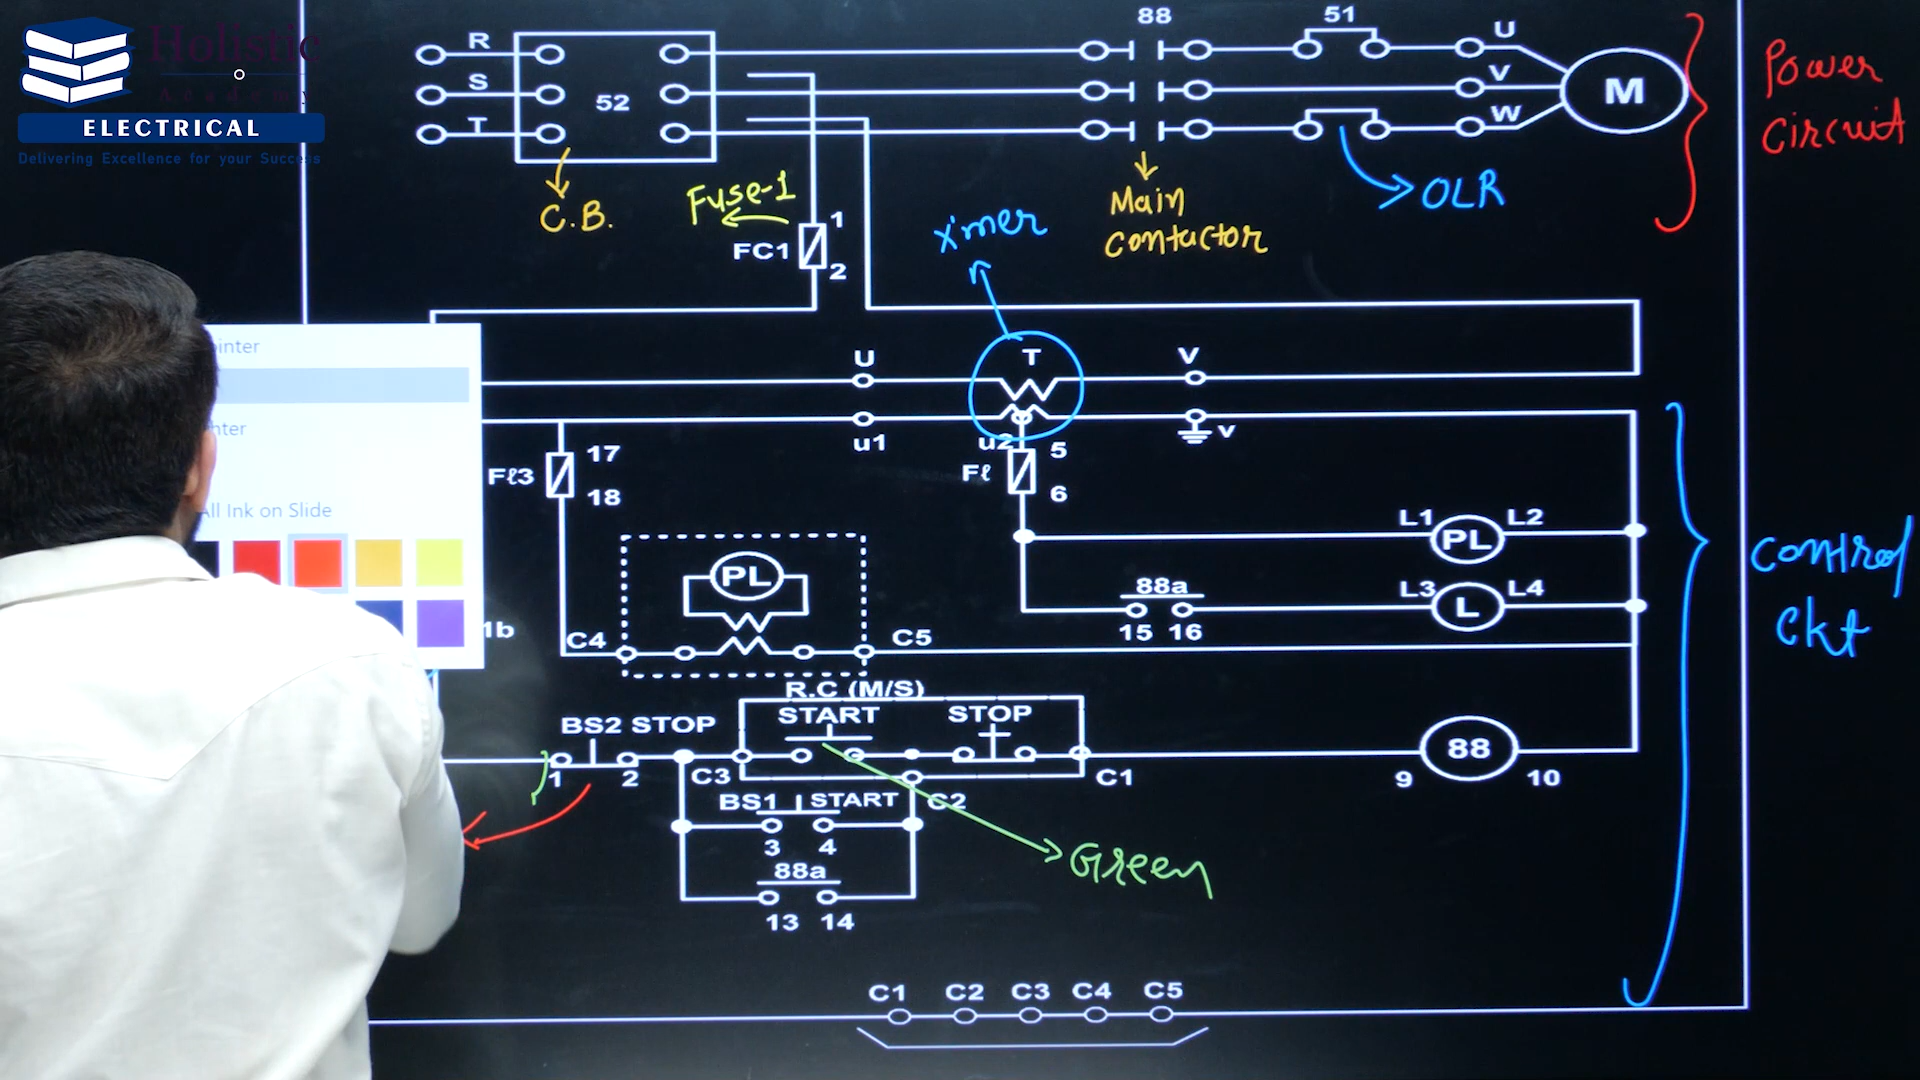 Holistic
Academy
ELECTRICAL
Delivering Excellence for your Success
R
S
T
52
88
51
U
V
W
M
Power
circuit
C.B.
Fuse-1
FC1
1
2
x'mer
Main
contactor
OLR
U
T
V
u1
u2
v
5
Fℓ
6
17
Fℓ3
18
All Ink on Slide
L1
PL
L2
88a
15 16
L3
L
L4
control
ckt
PL
1b
C4
C5
R.C (M/S)
START
STOP
BS2 STOP
1
2
C3
C1
88
9
10
BS1
START
C2
3
4
88a
13
14
Green
C1 C2 C3 C4 C5